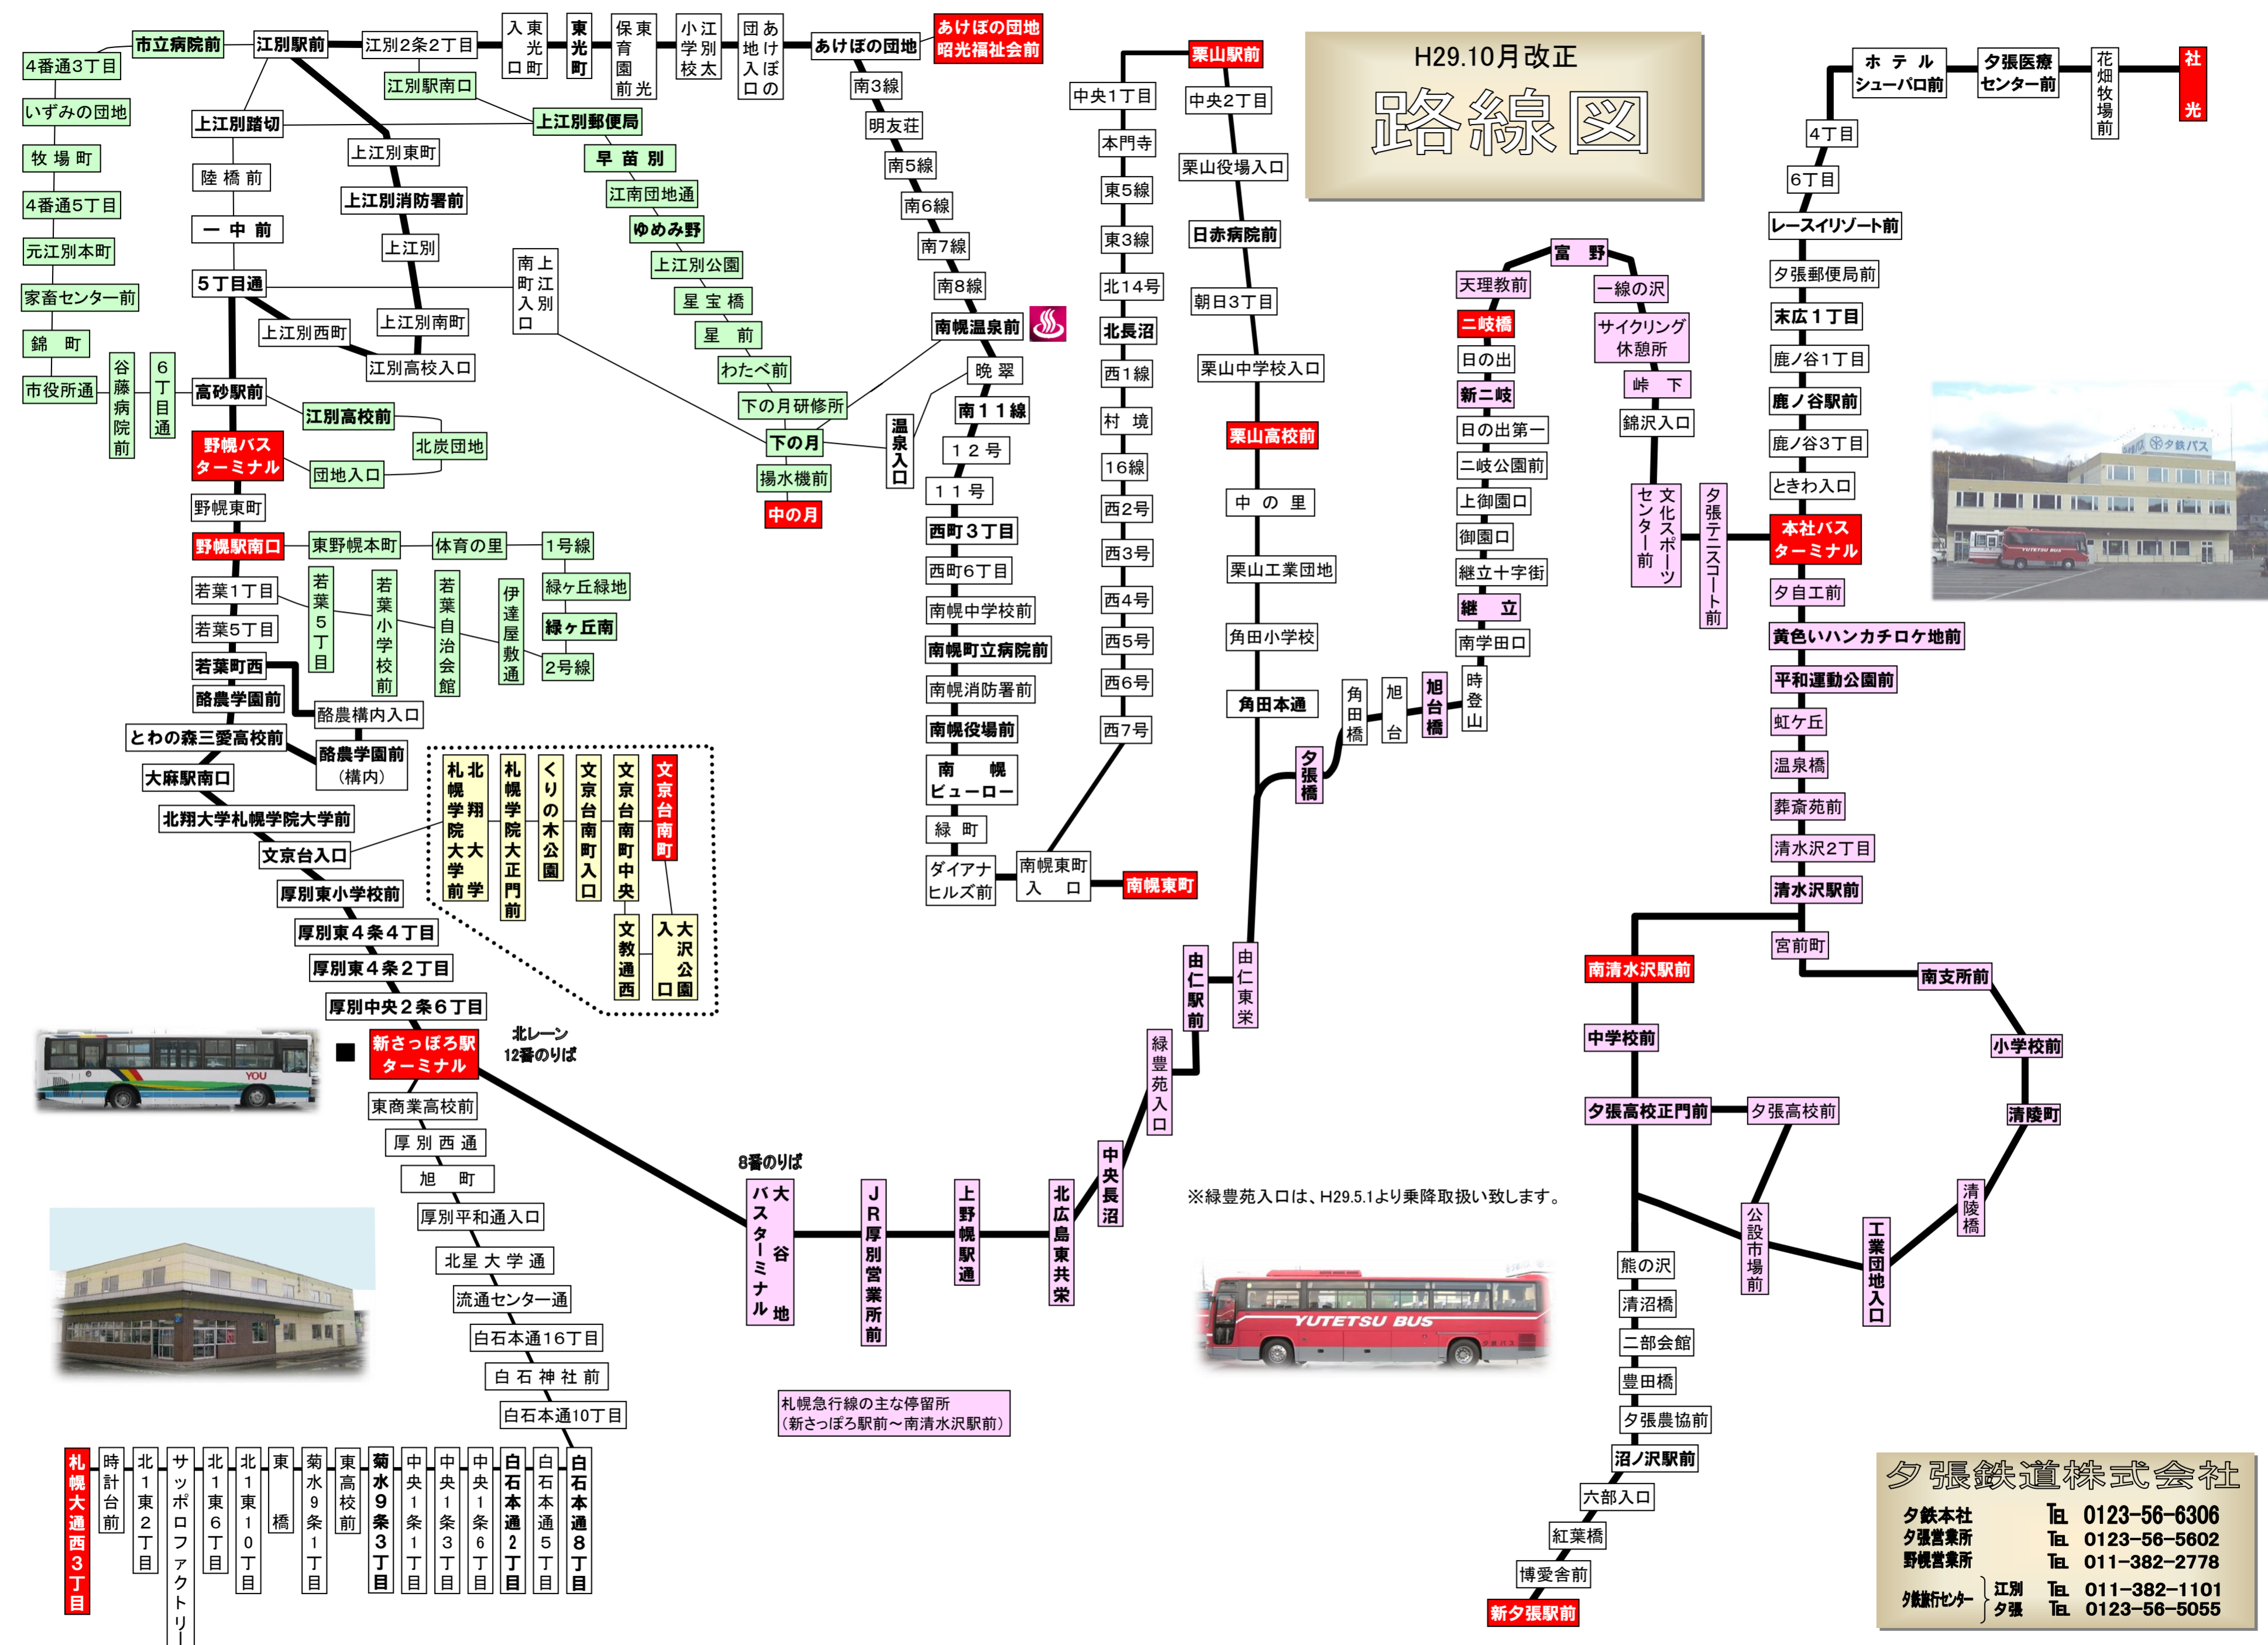 H29.10月改正
路線図
市立病院前
江別駅前
江別2条2丁目
東光町入口
東光町
東光保育園前
江別太小学校
あけぼの団地入口
あけぼの団地
あけぼの団地
昭光福祉会前
4番通3丁目
いずみの団地
牧場町
4番通5丁目
元江別本町
家畜センター前
錦町
市役所通
谷藤病院前
6丁目通
江別駅南口
上江別踏切
陸橋前
一中前
5丁目通
上江別東町
上江別消防署前
上江別
上江別南町
上江別西町
江別高校入口
上江別南町入口
上江別郵便局
早苗別
江南団地通
ゆめみ野
上江別公園
星宝橋
星前
わたべ前
下の月研修所
下の月
揚水機前
中の月
温泉入口
高砂駅前
江別高校前
北炭団地
団地入口
野幌バス
ターミナル
野幌東町
野幌駅南口
東野幌本町
体育の里
1号線
緑ヶ丘緑地
緑ヶ丘南
2号線
若葉1丁目
若葉5丁目
若葉小学校前
若葉自治会館
伊達屋敷通
若葉5丁目
若葉町西
酪農学園前
酪農構内入口
酪農学園前
(構内)
とわの森三愛高校前
大麻駅南口
北翔大学札幌学院大学前
文京台入口
厚別東小学校前
厚別東4条4丁目
厚別東4条2丁目
厚別中央2条6丁目
北翔大学
札幌学院大学前
札幌学院大正門前
くりの木公園
文京台南町入口
文京台南町中央
文京台南町
文教通西
大沢公園入口
新さっぽろ駅
ターミナル
北レーン
12番のりば
YOU
東商業高校前
厚別西通
旭町
厚別平和通入口
北星大学通
流通センター通
白石本通16丁目
白石神社前
白石本通10丁目
札幌大通西3丁目
時計台前
北1東2丁目
サッポロファクトリー
北1東6丁目
北1東10丁目
東橋
菊水9条1丁目
東高校前
菊水9条3丁目
中央1条1丁目
中央1条3丁目
中央1条6丁目
白石本通2丁目
白石本通5丁目
白石本通8丁目
南3線
明友荘
南5線
南6線
南7線
南8線
南幌温泉前
晩翠
南11線
12号
11号
西町3丁目
西町6丁目
南幌中学校前
南幌町立病院前
南幌消防署前
南幌役場前
南幌
ビューロー
緑町
ダイアナ
ヒルズ前
南幌東町
入口
南幌東町
栗山駅前
中央1丁目
本門寺
東5線
東3線
北14号
北長沼
西1線
村境
16線
西2号
西3号
西4号
西5号
西6号
西7号
中央2丁目
栗山役場入口
日赤病院前
朝日3丁目
栗山中学校入口
栗山高校前
中の里
栗山工業団地
角田小学校
角田本通
夕張橋
角田橋
旭台
旭台橋
時登山
富野
天理教前
二岐橋
日の出
新二岐
日の出第一
二岐公園前
上御園口
御園口
継立十字街
継立
南学田口
一線の沢
サイクリング
休憩所
峠下
錦沢入口
文化スポーツセンター前
夕張テニスコート前
8番のりば
大谷地バスターミナル
JR厚別営業所前
上野幌駅通
北広島東共栄
中央長沼
緑豊苑入口
由仁駅前
由仁東栄
※緑豊苑入口は、H29.5.1より乗降取扱い致します。
YUTETSU BUS
札幌急行線の主な停留所
(新さっぽろ駅前～南清水沢駅前)
ホテル
シューパロ前
夕張医療
センター前
花畑牧場前
社光
4丁目
6丁目
レースイリゾート前
夕張郵便局前
末広1丁目
鹿ノ谷1丁目
鹿ノ谷駅前
鹿ノ谷3丁目
ときわ入口
本社バス
ターミナル
夕鉄バス
YUTETSU BUS
夕自工前
黄色いハンカチロケ地前
平和運動公園前
虹ケ丘
温泉橋
葬斎苑前
清水沢2丁目
清水沢駅前
宮前町
南支所前
小学校前
清陵町
清陵橋
工業団地入口
公設市場前
南清水沢駅前
中学校前
夕張高校正門前
夕張高校前
熊の沢
清沼橋
二部会館
豊田橋
夕張農協前
沼ノ沢駅前
六部入口
紅葉橋
博愛舎前
新夕張駅前
夕張鉄道株式会社
夕鉄本社 ℡ 0123-56-6306
夕張営業所 ℡ 0123-56-5602
野幌営業所 ℡ 011-382-2778
夕鉄旅行センター 江別 ℡ 011-382-1101
夕張 ℡ 0123-56-5055